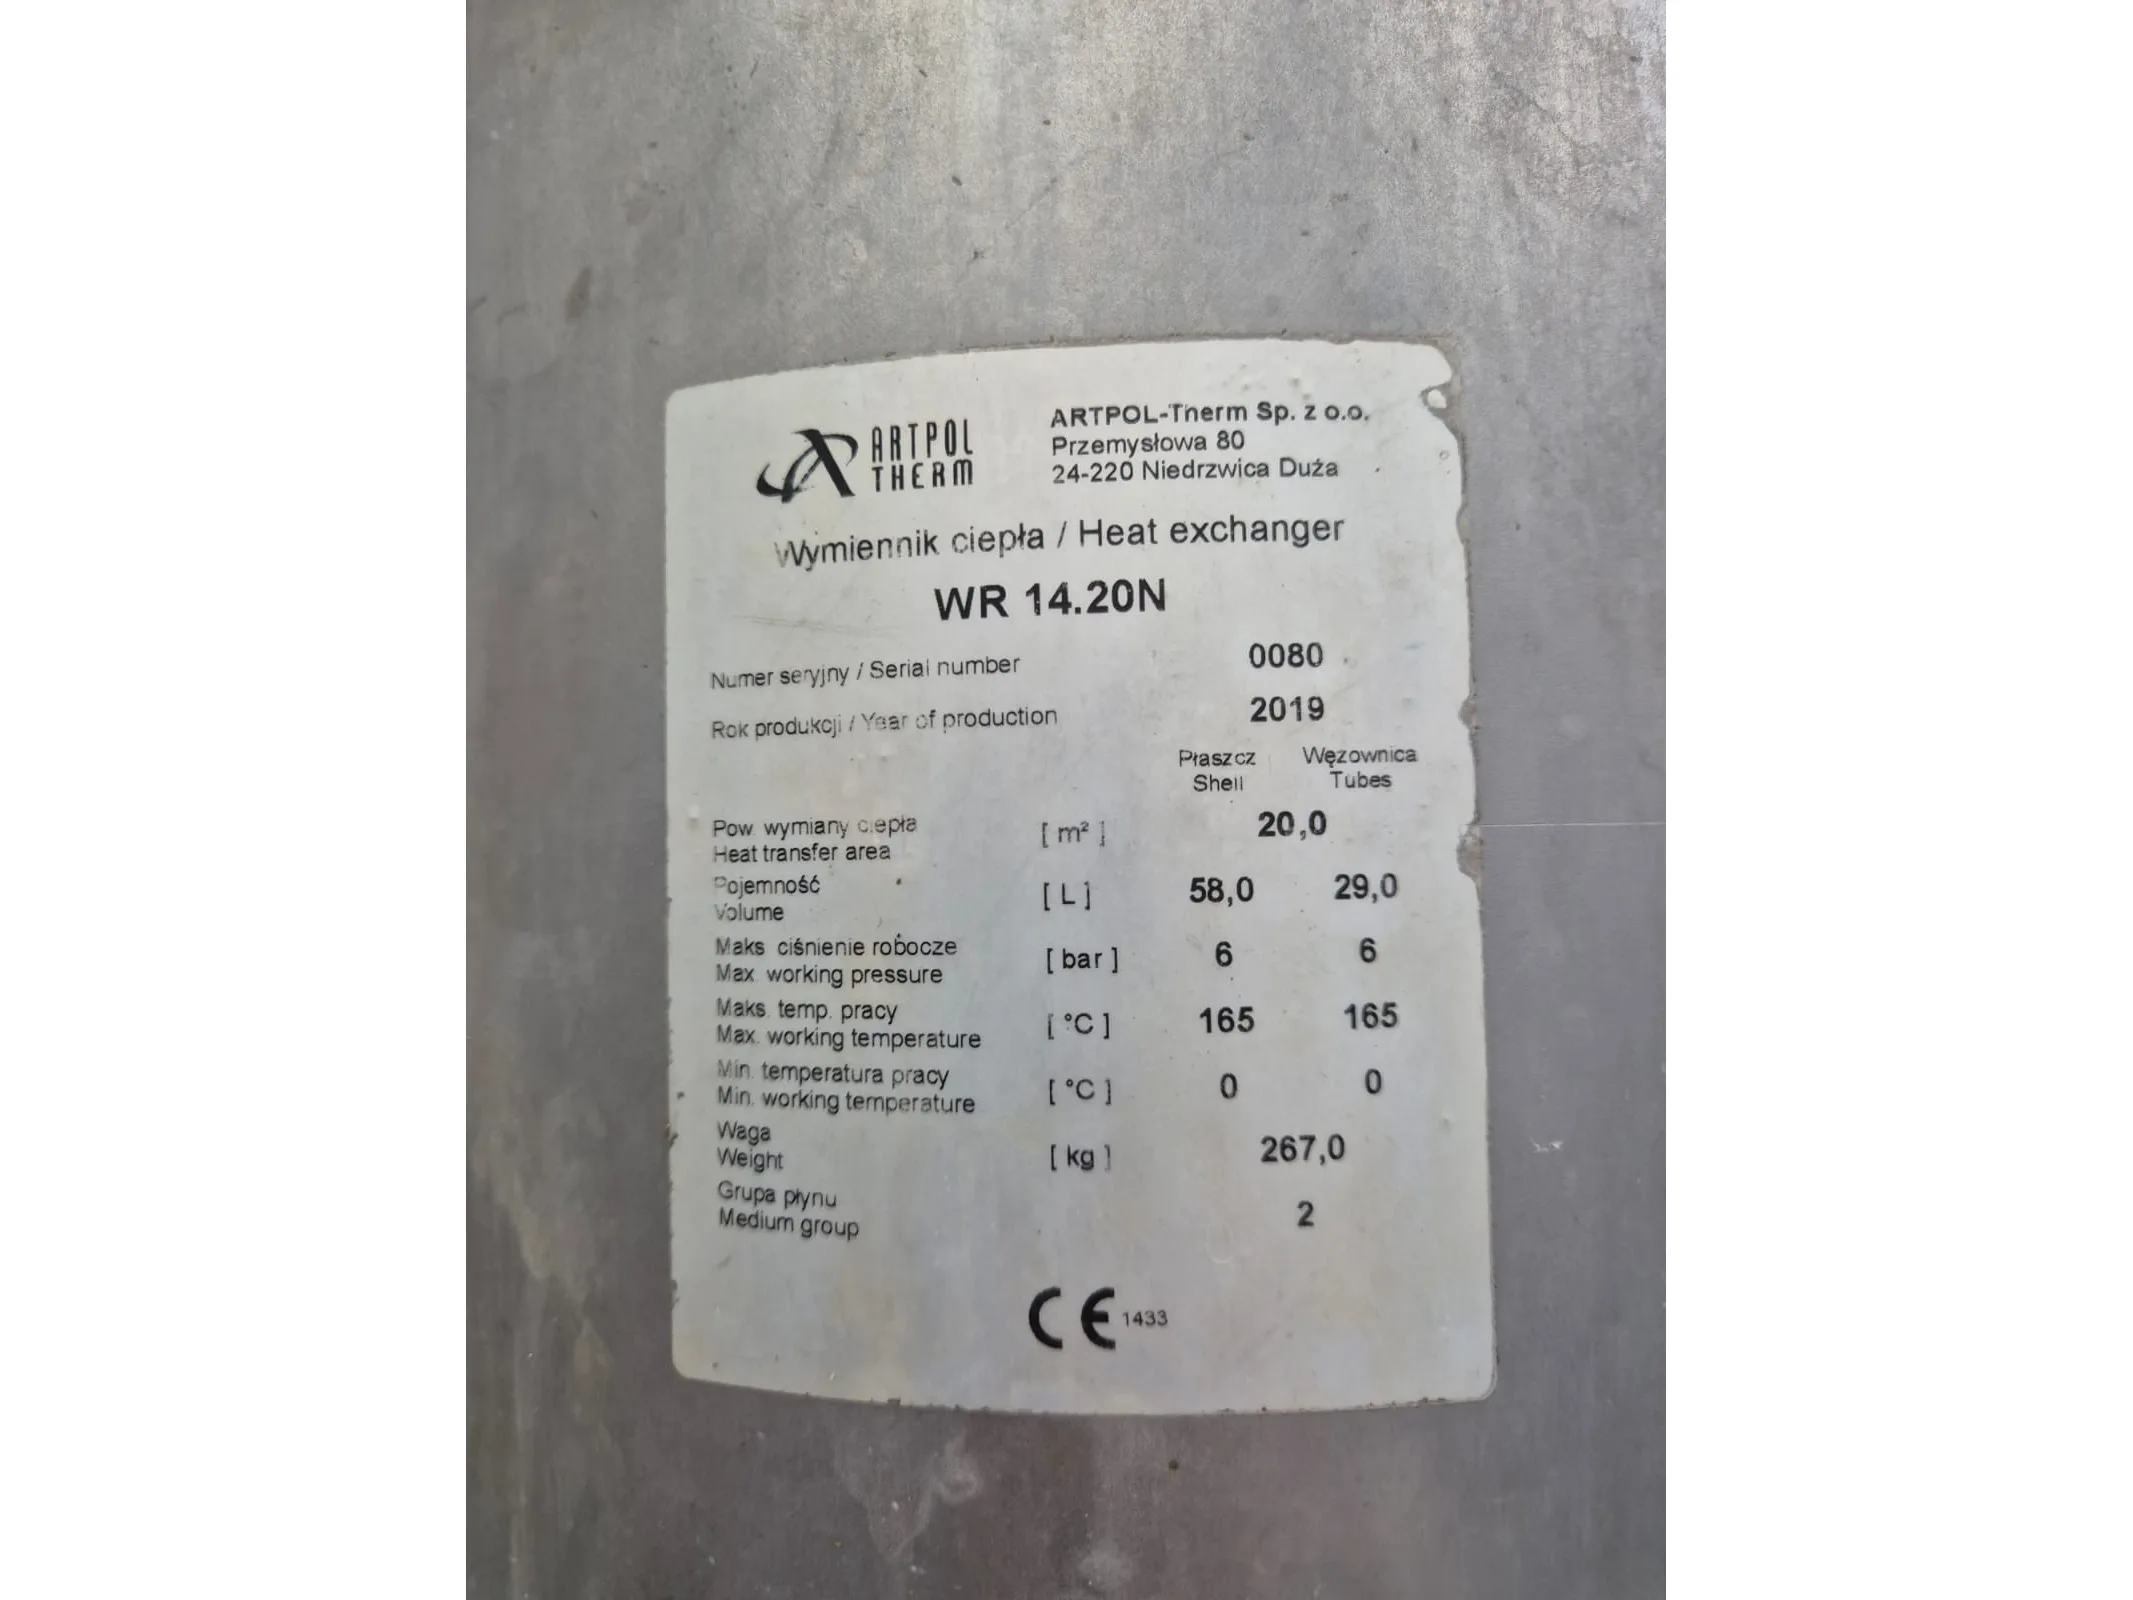 ARTPOL
THERM
ARTPOL-Therm Sp. z o.o.
Przemysłowa 80
24-220 Niedrzwica Duża
Wymiennik ciepła / Heat exchanger
WR 14.20N
Numer seryjny / Serial number 0080
Rok produkcji / Year of production 2019
Płaszcz Wężownica
Shell Tubes
Pow. wymiany ciepła
Heat transfer area [ m² ] 20,0
Pojemność
Volume [ L ] 58,0 29,0
Maks ciśnienie robocze
Max. working pressure [ bar ] 6 6
Maks. temp. pracy
Max. working temperature [ °C ] 165 165
Min. temperatura pracy
Min. working temperature [ °C ] 0 0
Waga
Weight [ kg ] 267,0
Grupa płynu
Medium group 2
CE 1433